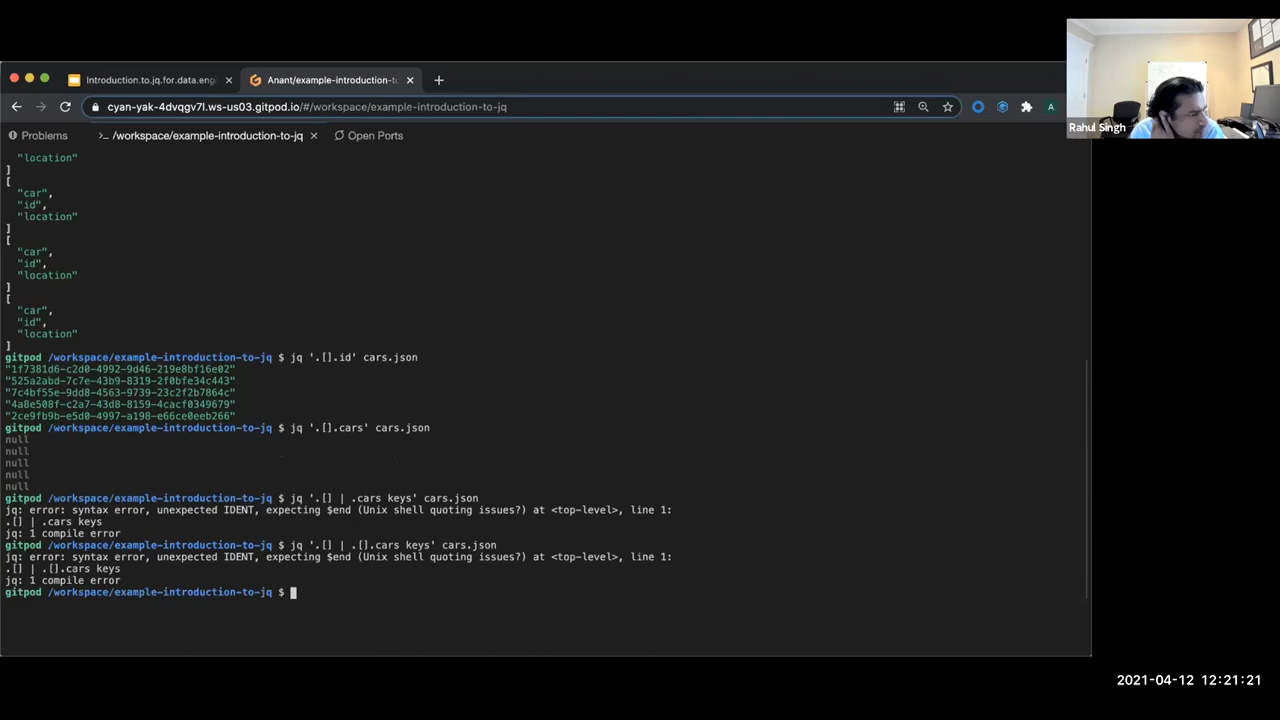 Introduction.to.jq.for.data.eng
Anant/example-introduction-to
cyan-yak-4dvqgv7l.ws-us03.gitpod.io/#/workspace/example-introduction-to-jq
A
Rahul Singh
Problems
>_ /workspace/example-introduction-to-jq
Open Ports
"location"
]
[
"car",
"id",
"location"
]
[
"car",
"id",
"location"
]
[
"car",
"id",
"location"
]
gitpod /workspace/example-introduction-to-jq $ jq '.[].id' cars.json
"1f7381d6-c2d0-4992-9d46-219e8bf16e02"
"525a2abd-7c7e-43b9-8319-2f0bfe34c443"
"7c4bf55e-9dd8-4563-9739-23c2f2b7864c"
"4a8e508f-c2a7-43d8-8159-4cacf0349679"
"2ce9fb9b-e5d0-4997-a198-e66ce0eeb266"
gitpod /workspace/example-introduction-to-jq $ jq '.[].cars' cars.json
null
null
null
null
null
gitpod /workspace/example-introduction-to-jq $ jq '.[] | .cars keys' cars.json
jq: error: syntax error, unexpected IDENT, expecting $end (Unix shell quoting issues?) at <top-level>, line 1:
.[] | .cars keys
jq: 1 compile error
gitpod /workspace/example-introduction-to-jq $ jq '.[] | .[].cars keys' cars.json
jq: error: syntax error, unexpected IDENT, expecting $end (Unix shell quoting issues?) at <top-level>, line 1:
.[] | .[].cars keys
jq: 1 compile error
gitpod /workspace/example-introduction-to-jq $
2021-04-12 12:21:21